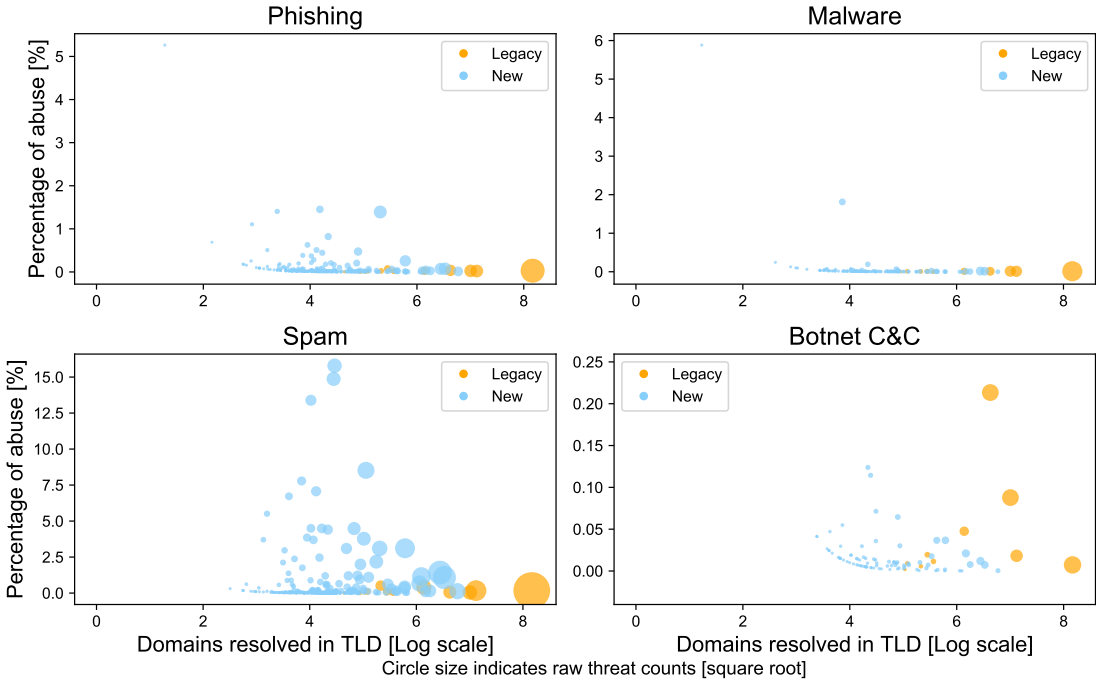 Phishing
Malware
Percentage of abuse [%]
5
4
3
2
1
0
0 2 4 6 8
Legacy
New
6
5
4
3
2
1
0
0 2 4 6 8
Legacy
New
Spam
Botnet C&C
Percentage of abuse [%]
15.0
12.5
10.0
7.5
5.0
2.5
0.0
0 2 4 6 8
Legacy
New
0.25
0.20
0.15
0.10
0.05
0.00
0 2 4 6 8
Legacy
New
Domains resolved in TLD [Log scale]
Domains resolved in TLD [Log scale]
Circle size indicates raw threat counts [square root]